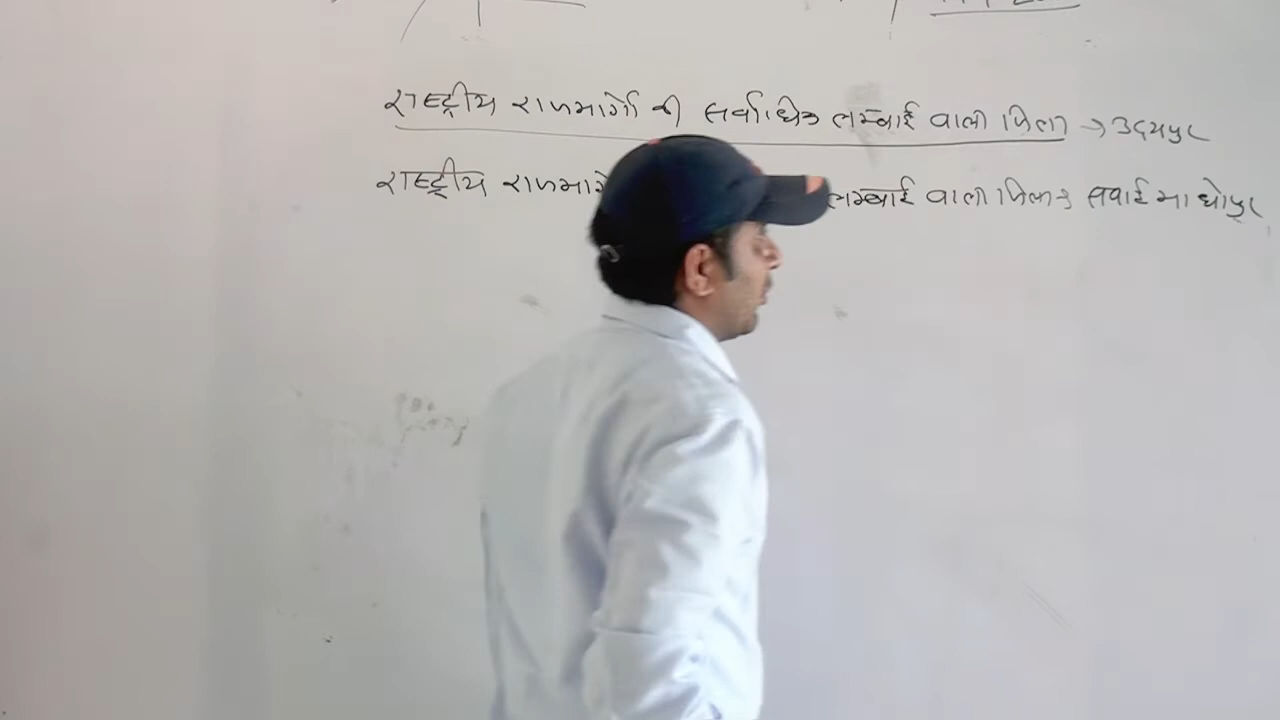 राष्ट्रीय राजमार्गो की सर्वाधिक लम्बाई वाला जिला → उदयपुर
राष्ट्रीय राजमार्गो लम्बाई वाला जिला → सवाई माधोपुर